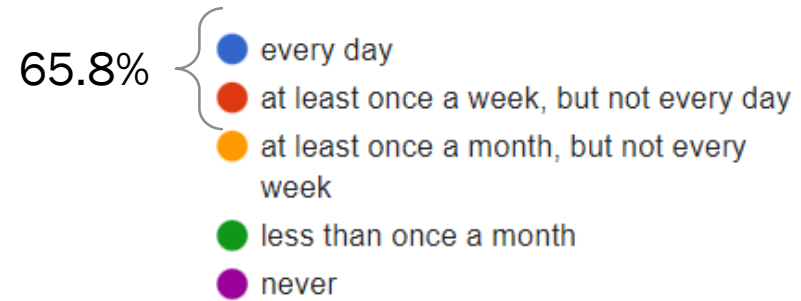 65.8%
every day
at least once a week, but not every day
at least once a month, but not every
week
less than once a month
never